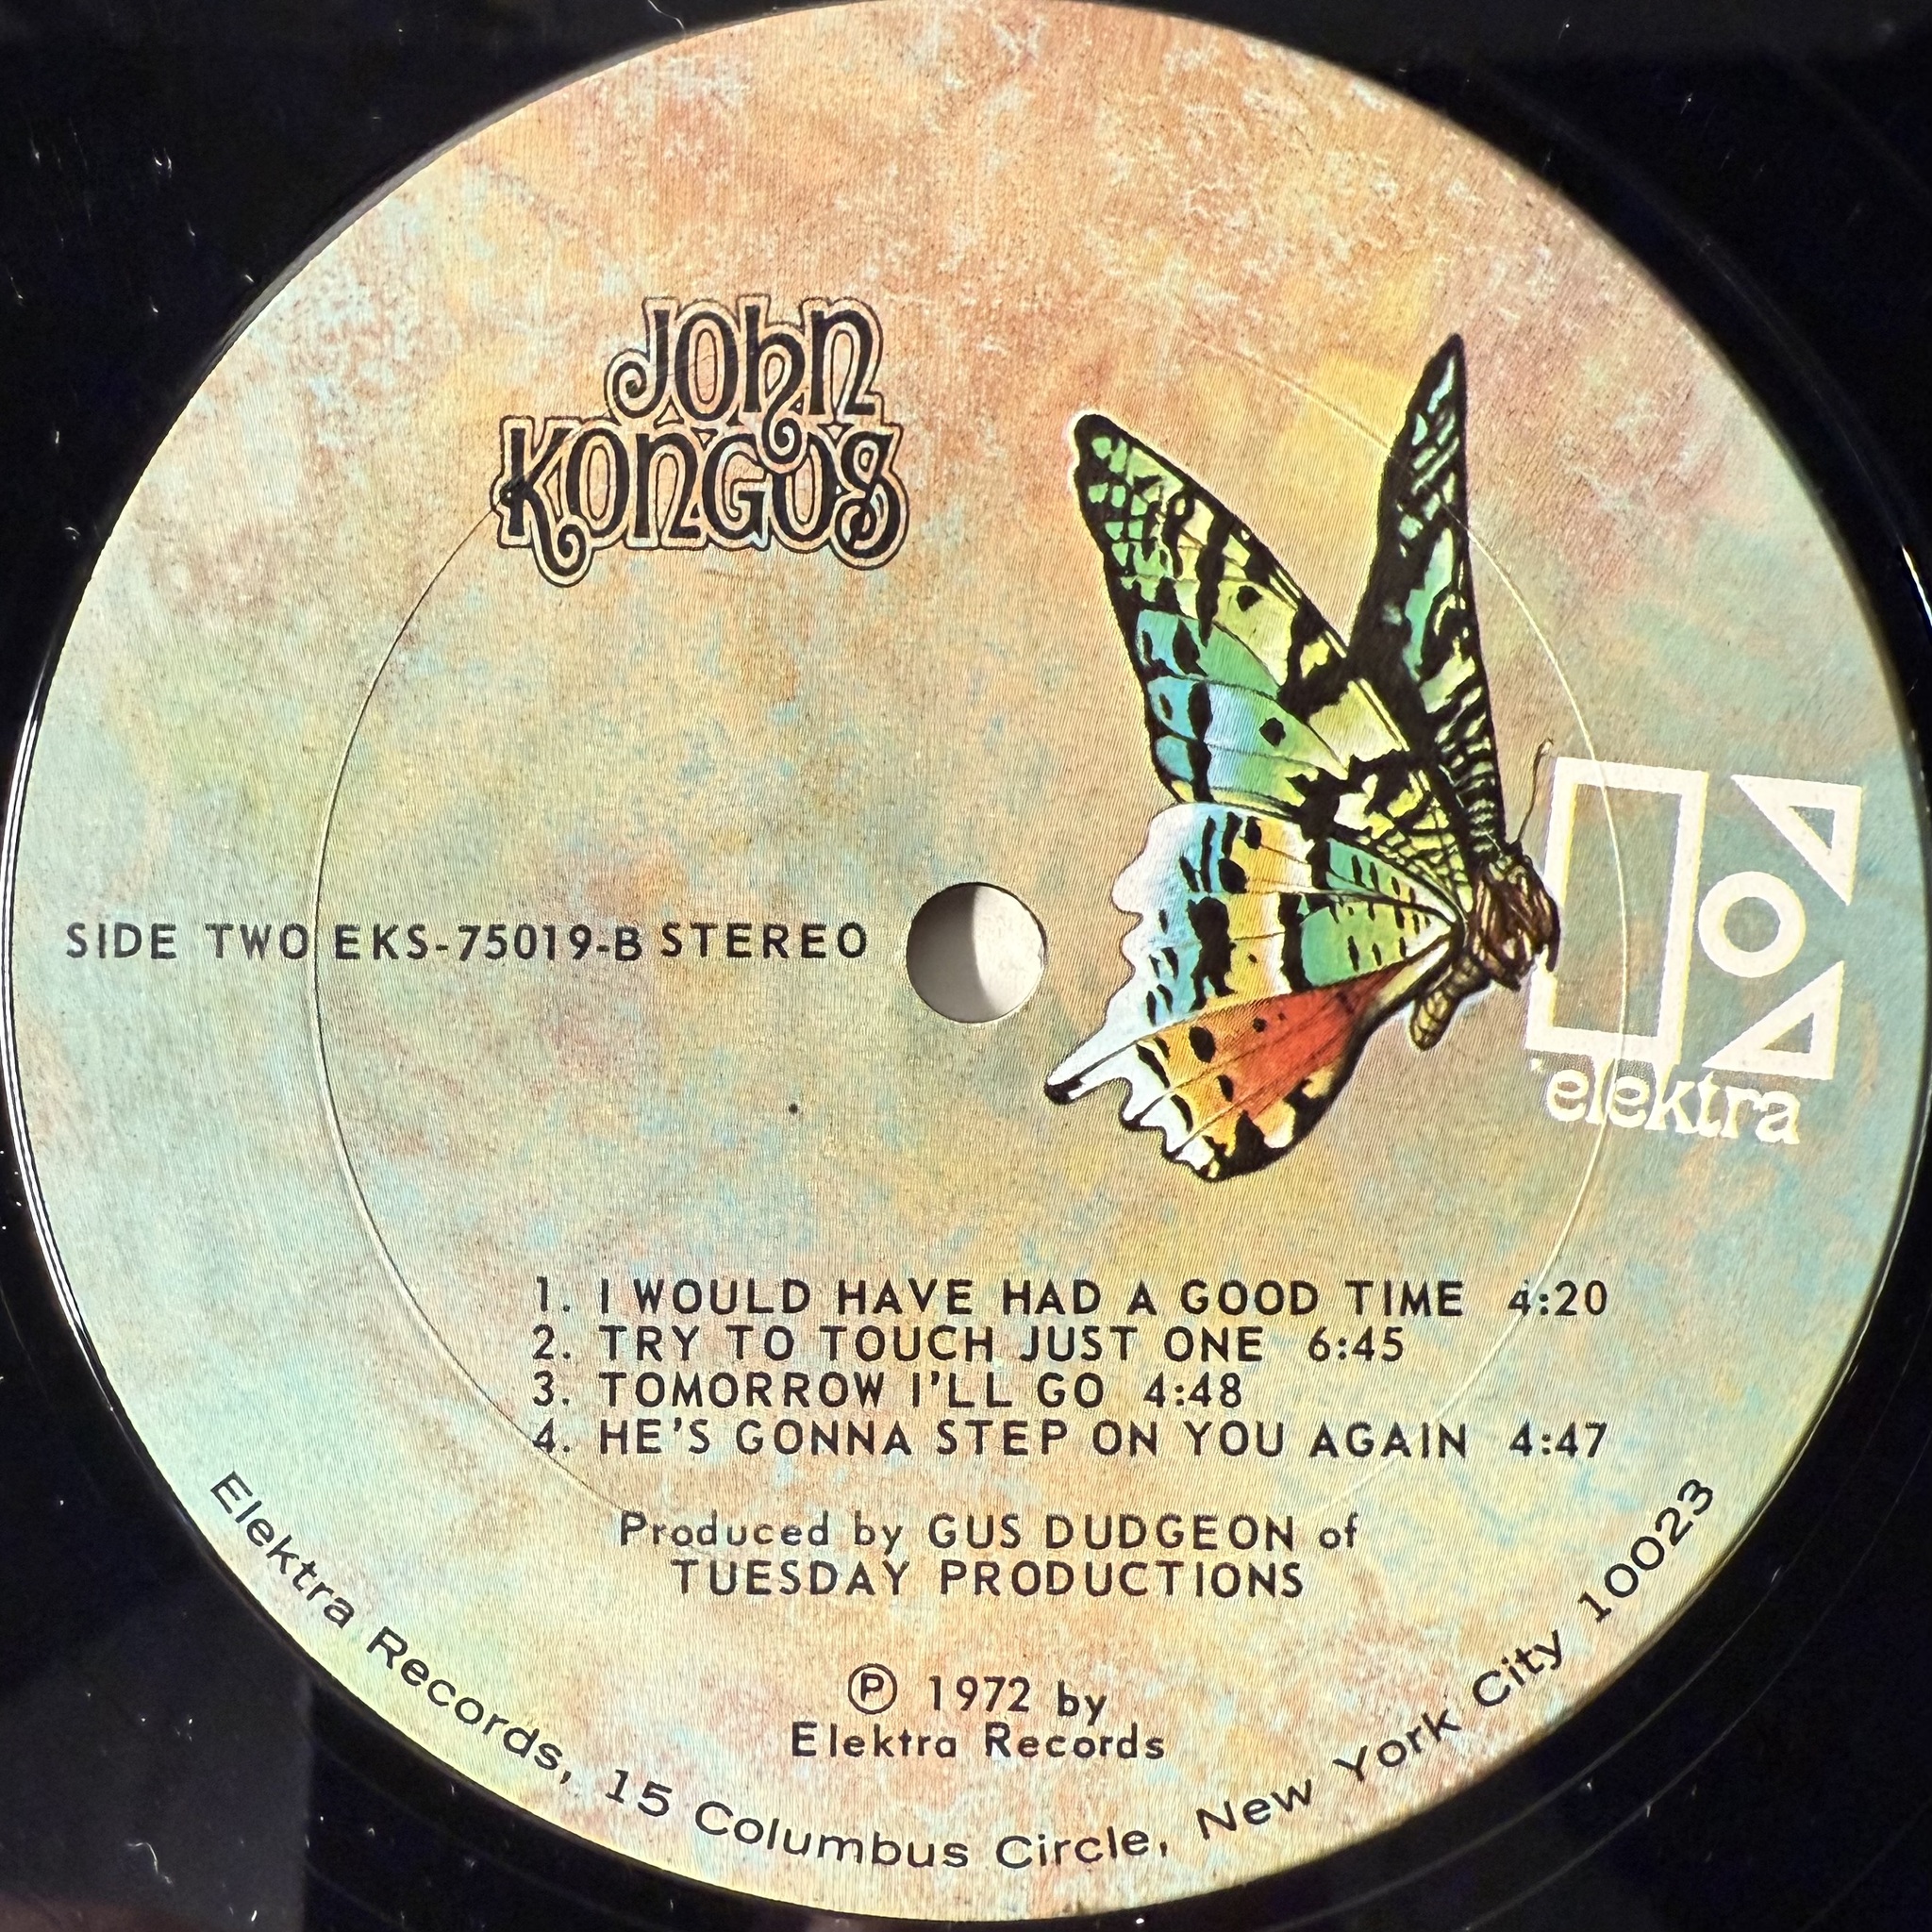 John
Kongos
SIDE TWO EKS-75019-B STEREO
elektra
1. I WOULD HAVE HAD A GOOD TIME 4:20
2. TRY TO TOUCH JUST ONE 6:45
3. TOMORROW I'LL GO 4:48
4. HE'S GONNA STEP ON YOU AGAIN 4:47
Produced by GUS DUDGEON of
TUESDAY PRODUCTIONS
℗ 1972 by
Elektra Records
Elektra Records, 15 Columbus Circle, New York City 10023